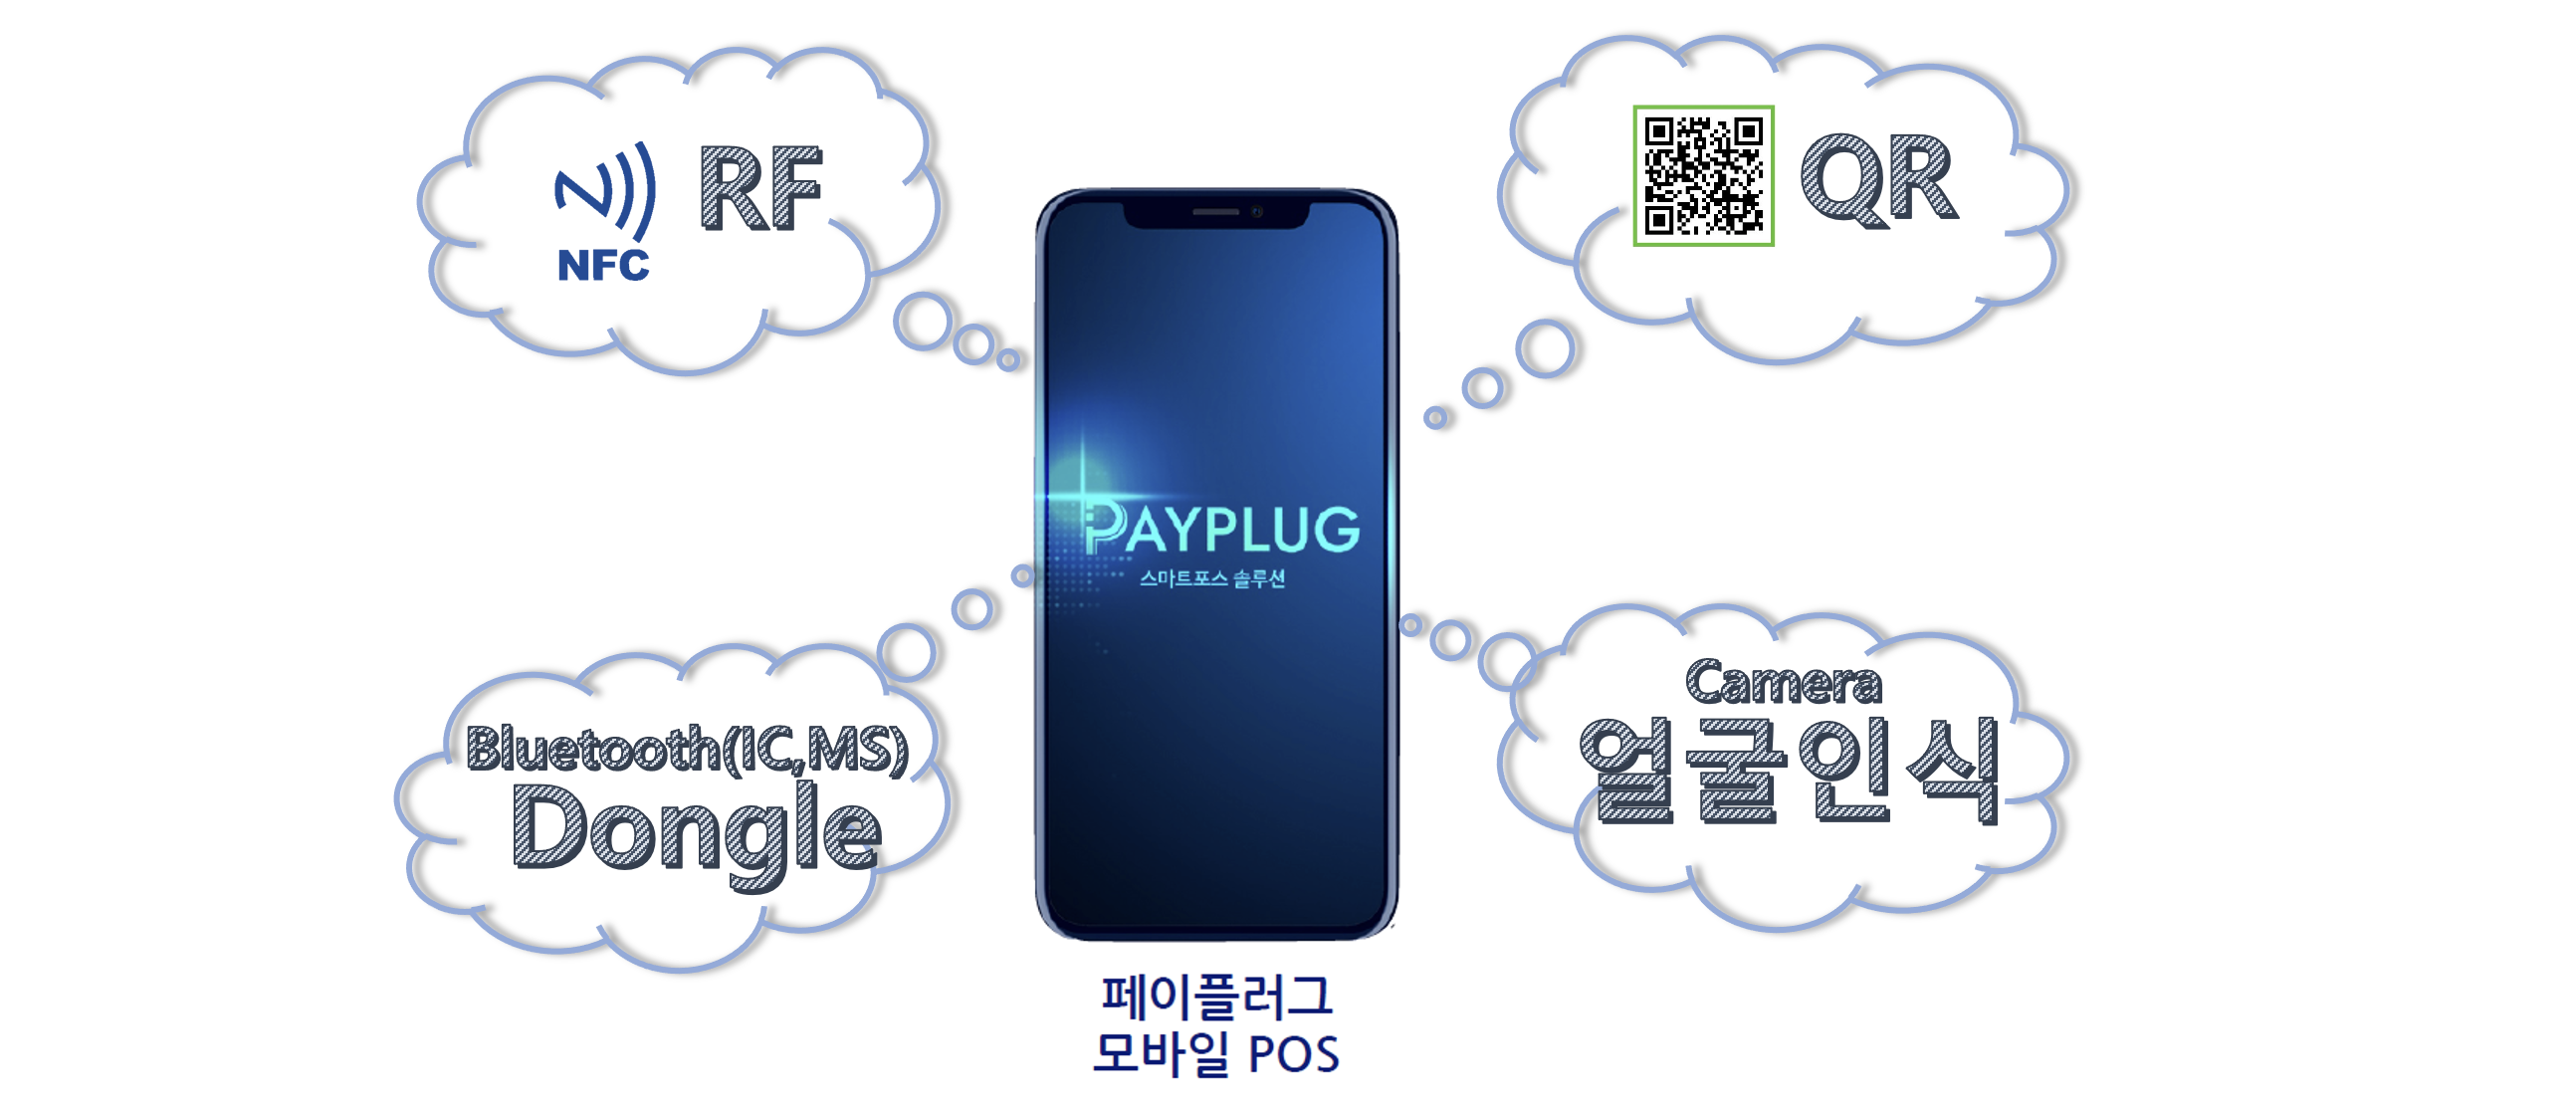 NFC
RF
QR
PAYPLUG
스마트포스 솔루션
Bluetooth(IC,MS)
Dongle
Camera
얼굴인식
페이플러그
모바일 POS